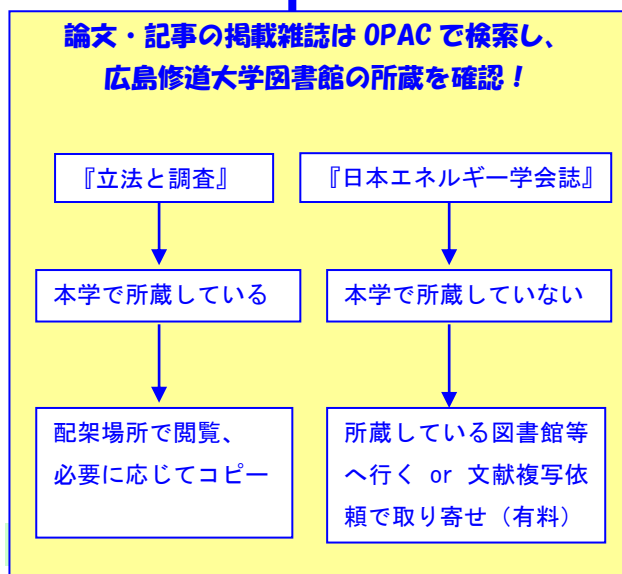 論文・記事の掲載雑誌は OPAC で検索し、
広島修道大学図書館の所蔵を確認！
『立法と調査』
『日本エネルギー学会誌』
本学で所蔵している
本学で所蔵していない
配架場所で閲覧、
必要に応じてコピー
所蔵している図書館等
へ行く or 文献複写依
頼で取り寄せ（有料）